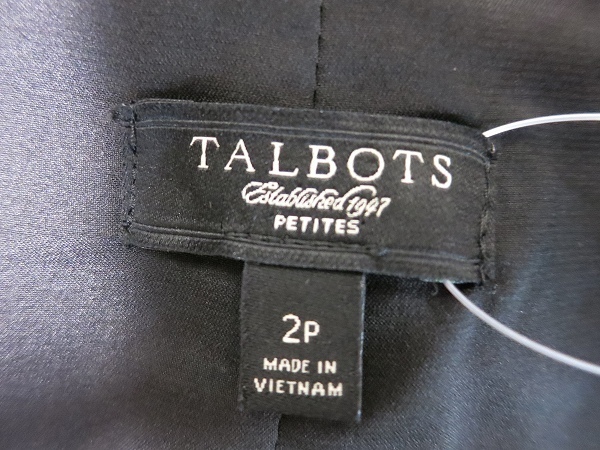 TALBOTS
Established 1947
PETITES
2P
MADE IN
VIETNAM